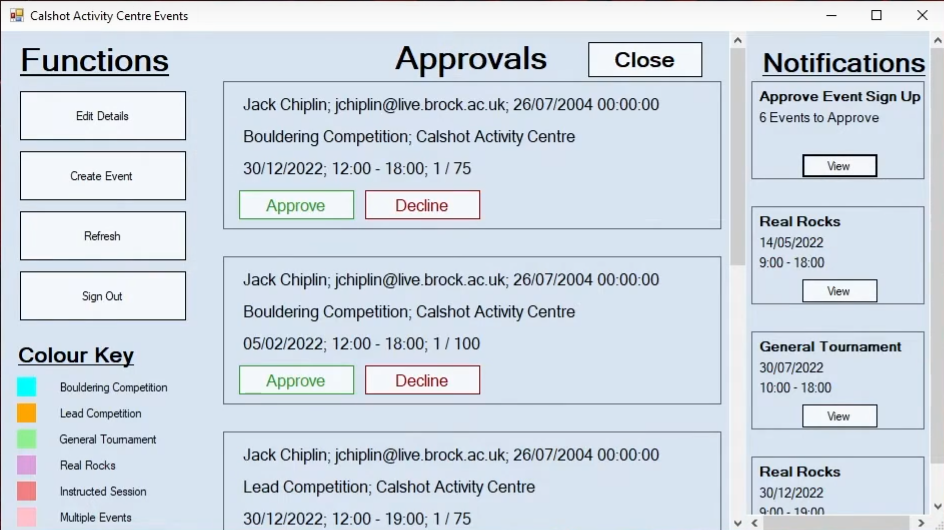 Calshot Activity Centre Events
Functions
Edit Details
Create Event
Refresh
Sign Out
Colour Key
Bouldering Competition
Lead Competition
General Tournament
Real Rocks
Instructed Session
Multiple Events
Approvals
Close
Jack Chiplin; jchiplin@live.brock.ac.uk; 26/07/2004 00:00:00
Bouldering Competition; Calshot Activity Centre
30/12/2022; 12:00 - 18:00; 1 / 75
Approve Decline
Jack Chiplin; jchiplin@live.brock.ac.uk; 26/07/2004 00:00:00
Bouldering Competition; Calshot Activity Centre
05/02/2022; 12:00 - 18:00; 1 / 100
Approve Decline
Jack Chiplin; jchiplin@live.brock.ac.uk; 26/07/2004 00:00:00
Lead Competition; Calshot Activity Centre
30/12/2022; 12:00 - 19:00; 1 / 75
Notifications
Approve Event Sign Up
6 Events to Approve
View
Real Rocks
14/05/2022
9:00 - 18:00
View
General Tournament
30/07/2022
10:00 - 18:00
View
Real Rocks
30/12/2022
9:00 - 19:00